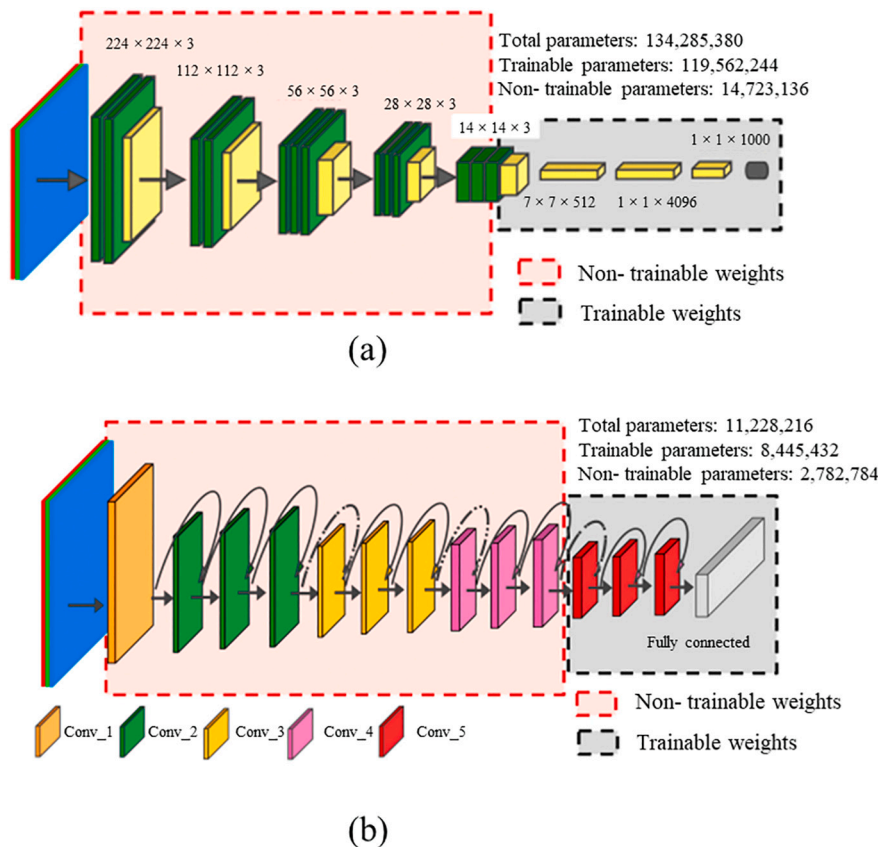 224 × 224 × 3
112 × 112 × 3
56 × 56 × 3
28 × 28 × 3
14 × 14 × 3
Total parameters: 134,285,380
Trainable parameters: 119,562,244
Non- trainable parameters: 14,723,136
1 × 1 × 1000
7 × 7 × 512
1 × 1 × 4096
Non- trainable weights
Trainable weights
(a)
Total parameters: 11,228,216
Trainable parameters: 8,445,432
Non- trainable parameters: 2,782,784
Fully connected
Non- trainable weights
Trainable weights
Conv_1 Conv_2 Conv_3 Conv_4 Conv_5
(b)